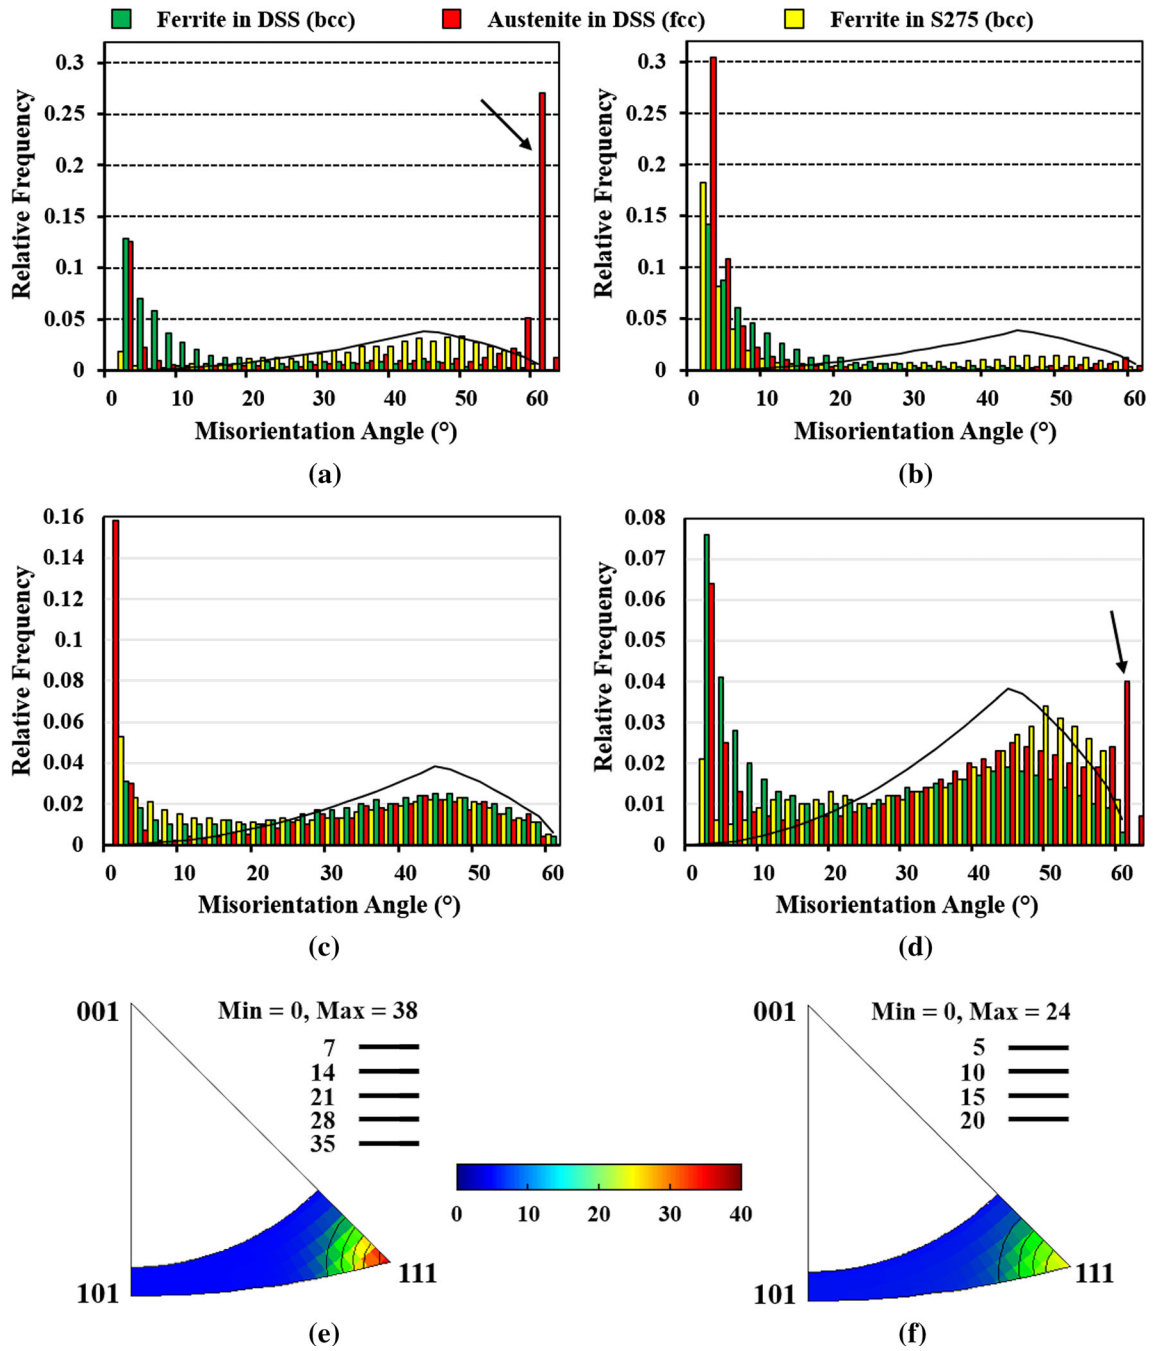 Ferrite in DSS (bcc) Austenite in DSS (fcc) Ferrite in S275 (bcc)
Relative Frequency
0.3
0.25
0.2
0.15
0.1
0.05
0
0 10 20 30 40 50 60
Misorientation Angle (°)
(a)
Relative Frequency
0.3
0.25
0.2
0.15
0.1
0.05
0
0 10 20 30 40 50 60
Misorientation Angle (°)
(b)
Relative Frequency
0.16
0.14
0.12
0.1
0.08
0.06
0.04
0.02
0
0 10 20 30 40 50 60
Misorientation Angle (°)
(c)
Relative Frequency
0.08
0.07
0.06
0.05
0.04
0.03
0.02
0.01
0
0 10 20 30 40 50 60
Misorientation Angle (°)
(d)
001
Min = 0, Max = 38
7
14
21
28
35
101
111
(e)
0 10 20 30 40
001
Min = 0, Max = 24
5
10
15
20
101
111
(f)